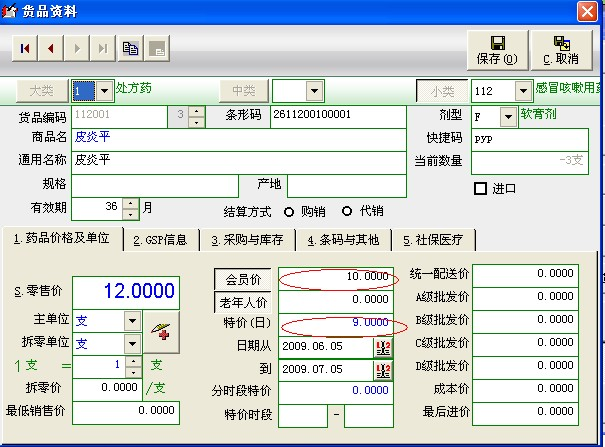 货品资料
保存(O) C.取消
大类 1 处方药 中类 小类 112 感冒咳嗽用药
货品编码 112001 3 条形码 2611200100001 剂型 F 软膏剂
商品名 皮炎平 快捷码 PYP
通用名称 皮炎平 当前数量 -3支
规格 产地 进口
有效期 36 月 结算方式 购销 代销
1.药品价格及单位 2.GSP信息 3.采购与库存 4.条码与其他 5.社保医疗
S.零售价 12.0000
主单位 支
拆零单位 支
1支 = 1 支
拆零价 0.0000 /支
最低销售价 0.0000
会员价 10.0000
老年人价 0.0000
特价(日) 9.0000
日期从 2009.06.05
到 2009.07.05
分时段特价 0.0000
特价时段 -
统一配送价 0.0000
A级批发价 0.0000
B级批发价 0.0000
C级批发价 0.0000
D级批发价 0.0000
成本价 0.0000
最后进价 0.0000